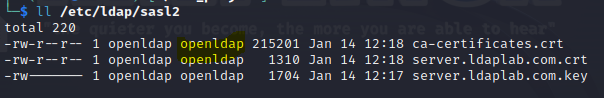 └─$ ll /etc/ldap/sasl2
total 220
-rw-r--r-- 1 openldap openldap 215201 Jan 14 12:18 ca-certificates.crt
-rw-r--r-- 1 openldap openldap   1310 Jan 14 12:18 server.ldaplab.com.crt
-rw------- 1 openldap openldap   1704 Jan 14 12:17 server.ldaplab.com.key